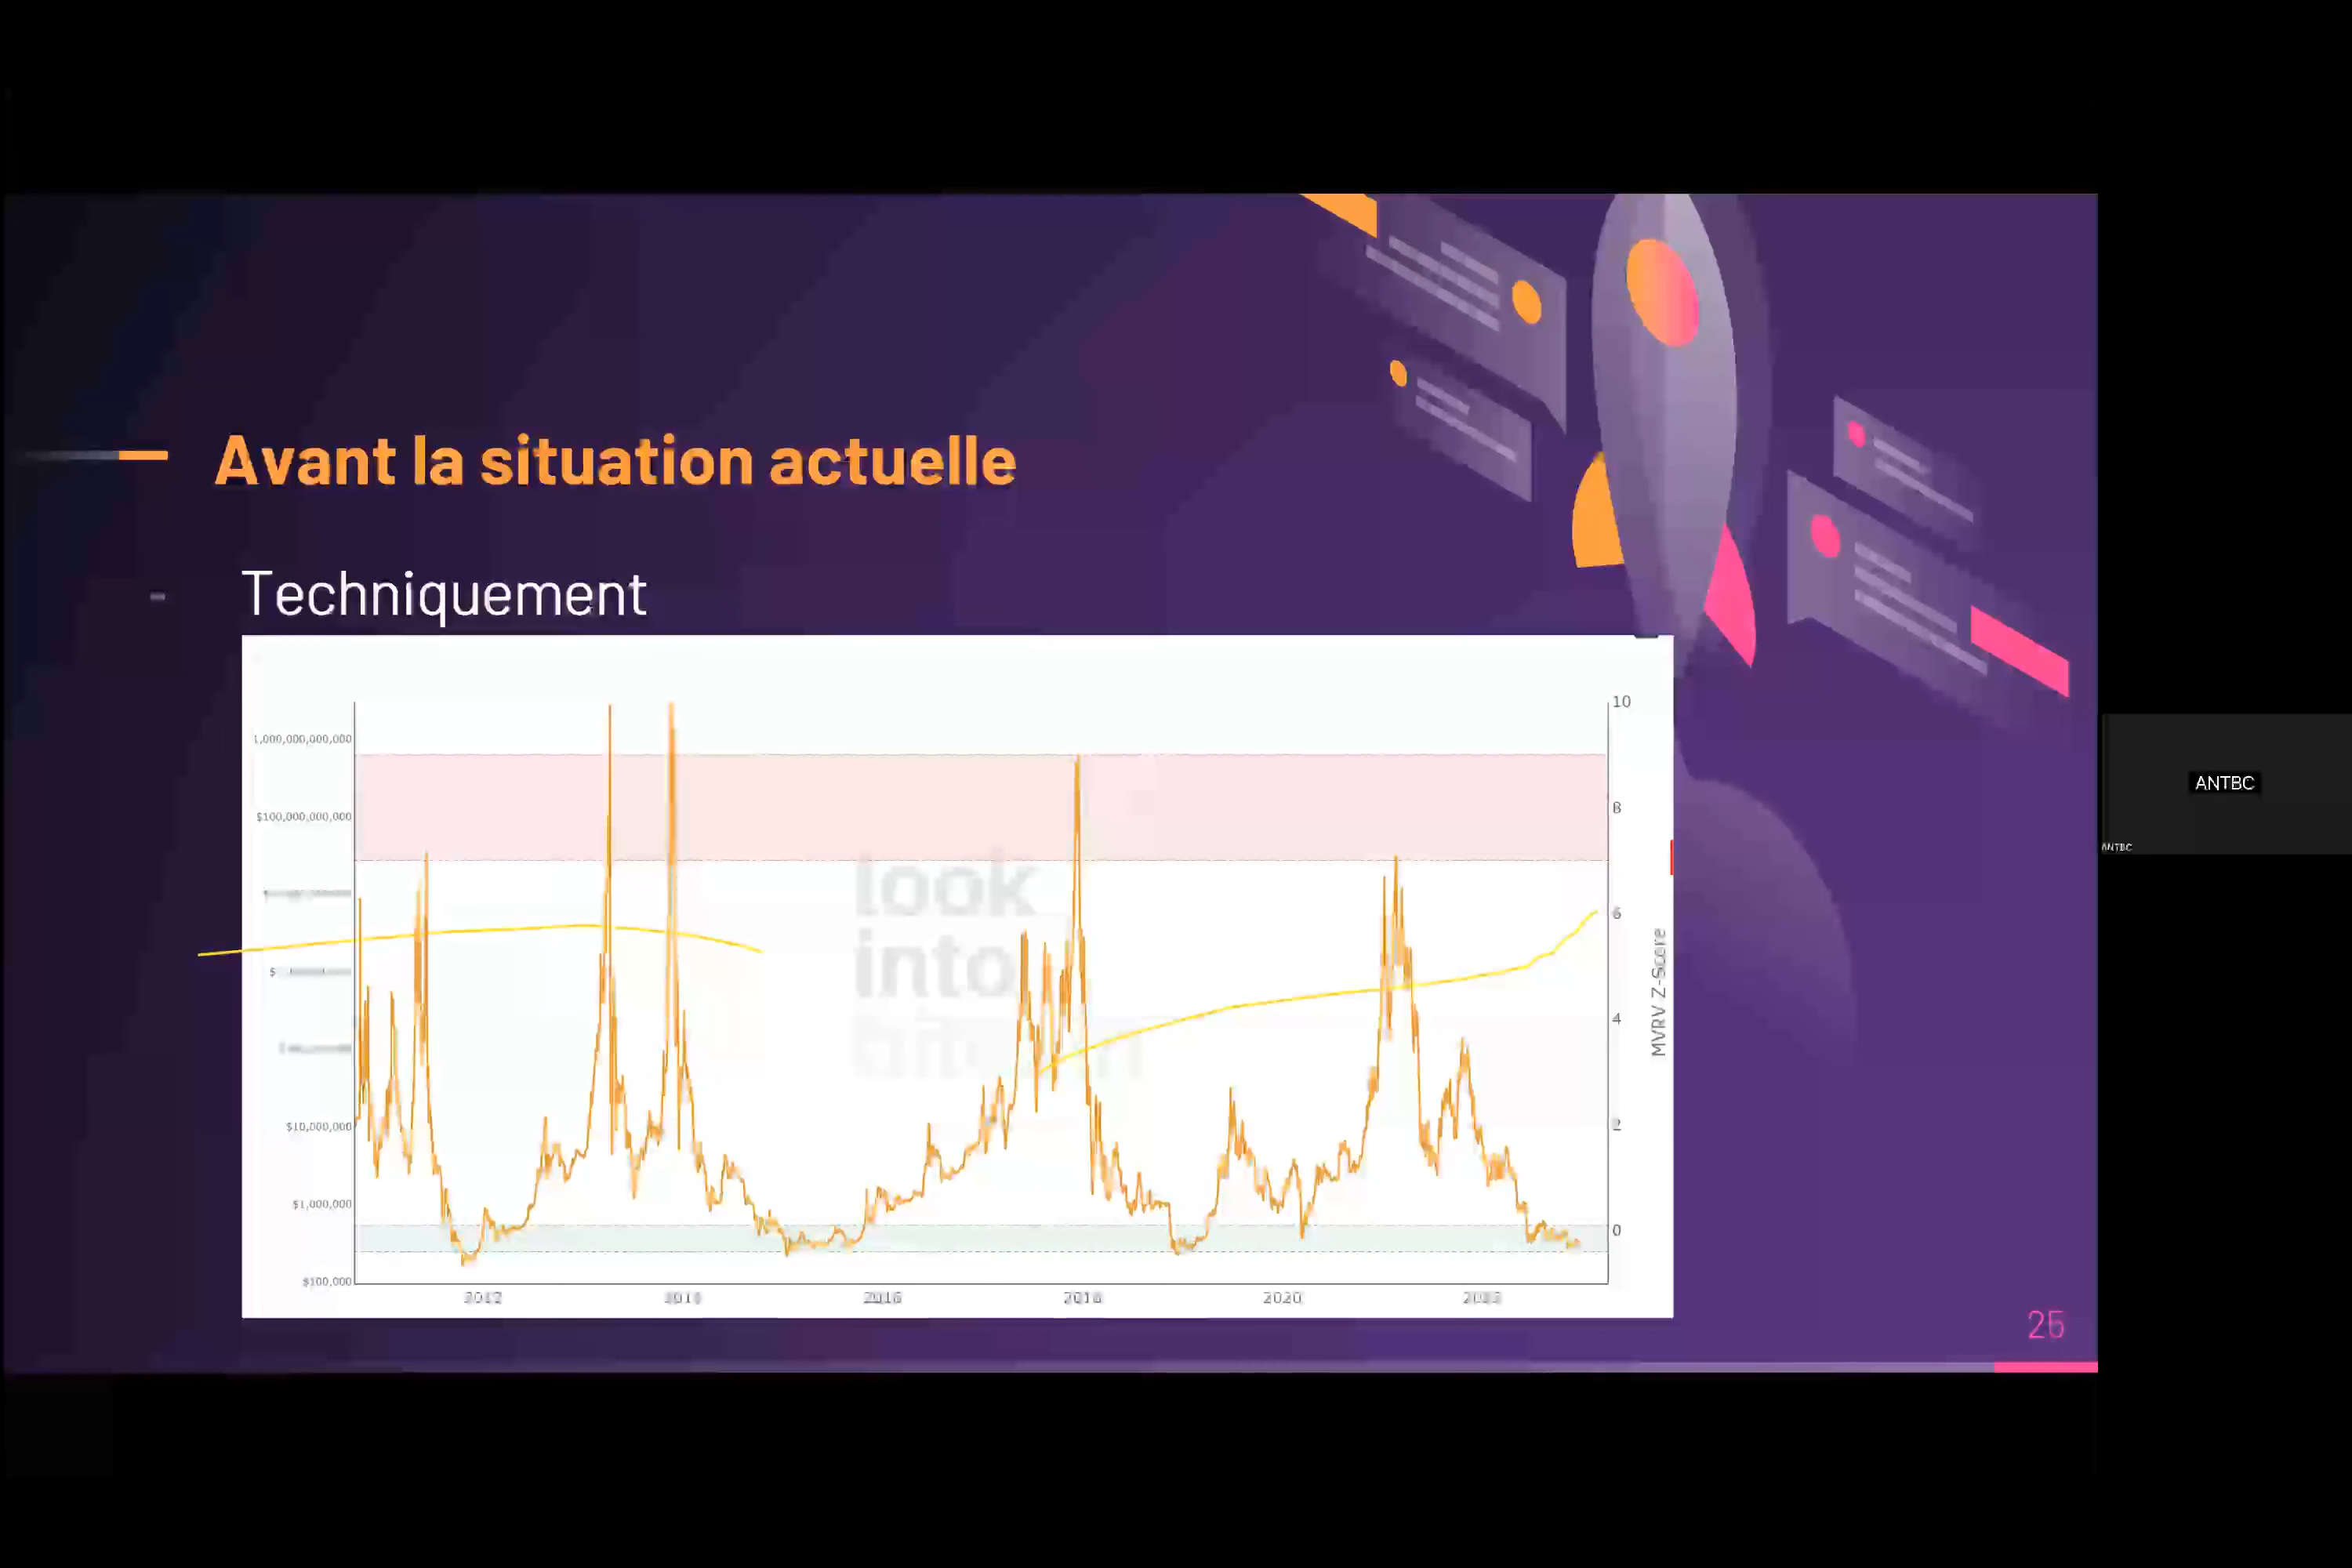 Avant la situation actuelle
- Techniquement
10
1,000,000,000,000
8
$100,000,000,000
look
6
into
4
MVRV Z-Score
$10,000,000
2
$1,000,000
0
$100,000
2012
2016
2018
2020
25
ANTBC
ANTBC